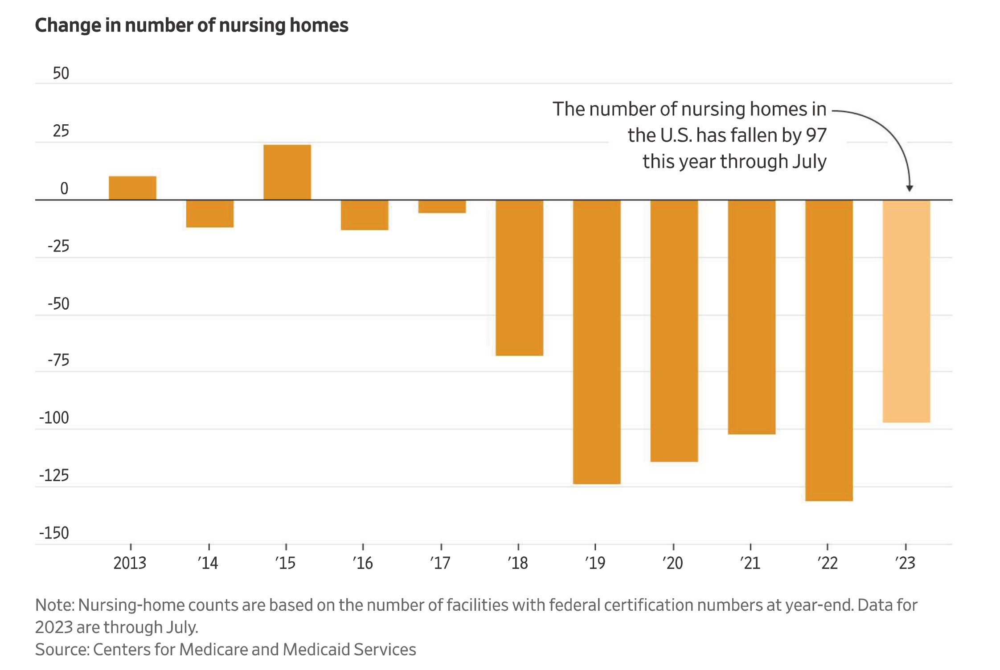 Change in number of nursing homes
50
25
0
-25
-50
-75
-100
-125
-150
The number of nursing homes in
the U.S. has fallen by 97
this year through July
2013 ’14 ’15 ’16 ’17 ’18 ’19 ’20 ’21 ’22 ’23
Note: Nursing-home counts are based on the number of facilities with federal certification numbers at year-end. Data for
2023 are through July.
Source: Centers for Medicare and Medicaid Services